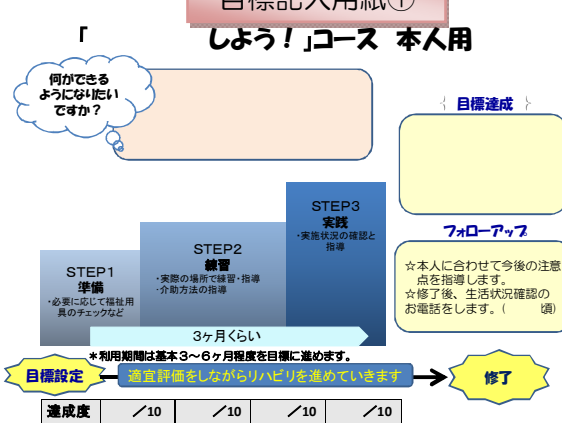 目標記入用紙①
「　　　　　しよう！」コース 本人用
何ができる
ようになりたい
ですか？
目標達成
STEP1
準備
・必要に応じて福祉用
具のチェックなど
STEP2
練習
・実際の場所で練習・指導
・介助方法の指導
STEP3
実践
・実施状況の確認と
指導
フォローアップ
☆本人に合わせて今後の注意
点を指導します。
☆修了後、生活状況確認の
お電話をします。(　　　頃)
3ヶ月くらい
＊利用期間は基本3～6ヶ月程度を目標に進めます。
目標設定
適宜評価をしながらリハビリを進めていきます
修了
達成度 ／10 ／10 ／10 ／10